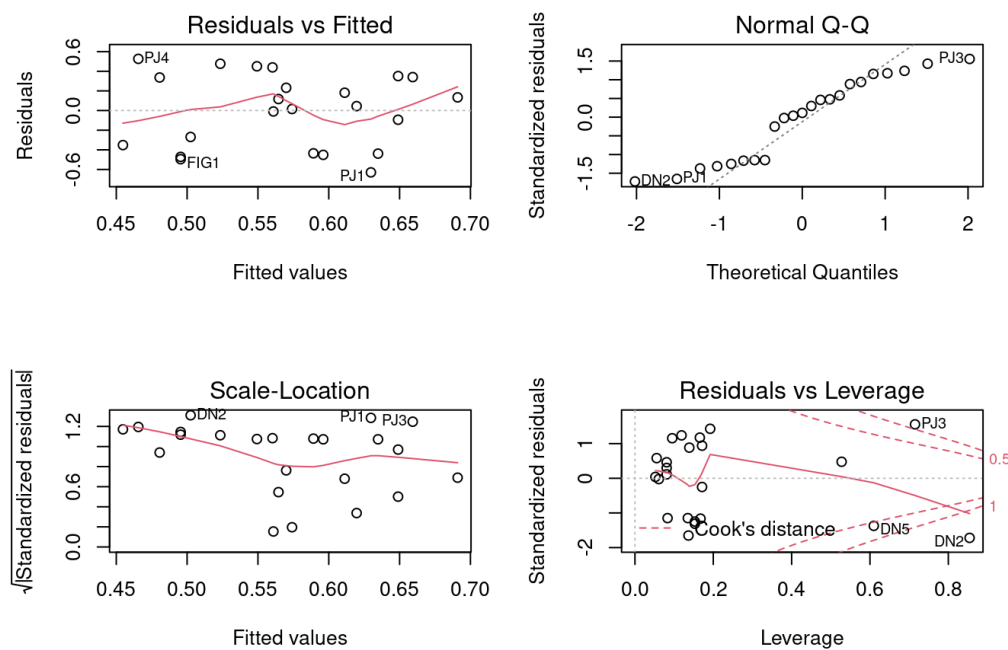 Residuals vs Fitted
Residuals
0.6
0.0
-0.6
PJ4
FIG1
PJ1
0.45 0.50 0.55 0.60 0.65 0.70
Fitted values
Normal Q-Q
Standardized residuals
1.5
0.0
-1.5
PJ3
DN2
PJ1
-2 -1 0 1 2
Theoretical Quantiles
Scale-Location
√|Standardized residuals|
1.2
0.6
0.0
DN2
PJ1
PJ3
0.45 0.50 0.55 0.60 0.65 0.70
Fitted values
Residuals vs Leverage
Standardized residuals
1
0
-2
PJ3
0.5
1
Cook's distance
DN5
DN2
0.0 0.2 0.4 0.6 0.8
Leverage